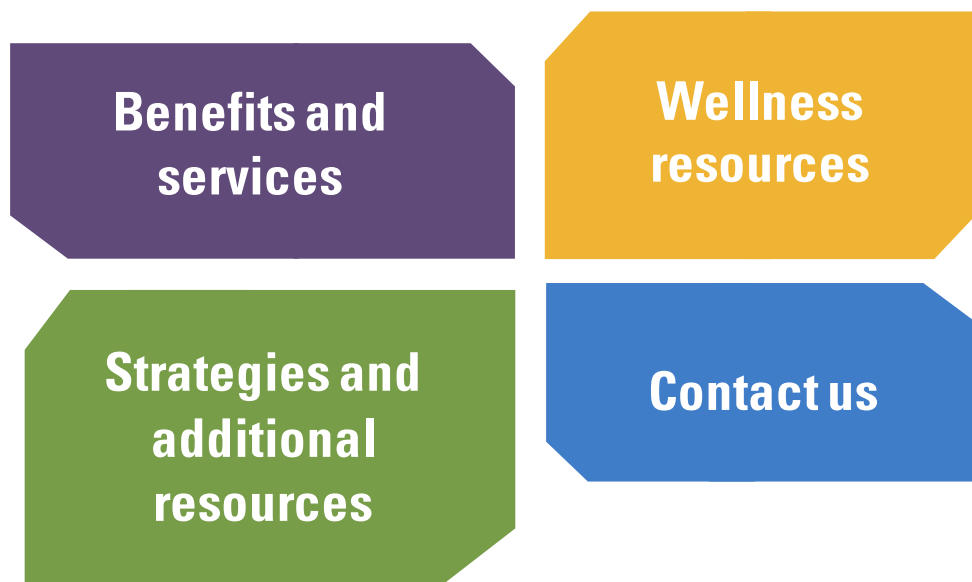 Benefits and
services
Wellness
resources
Strategies and
additional
resources
Contact us